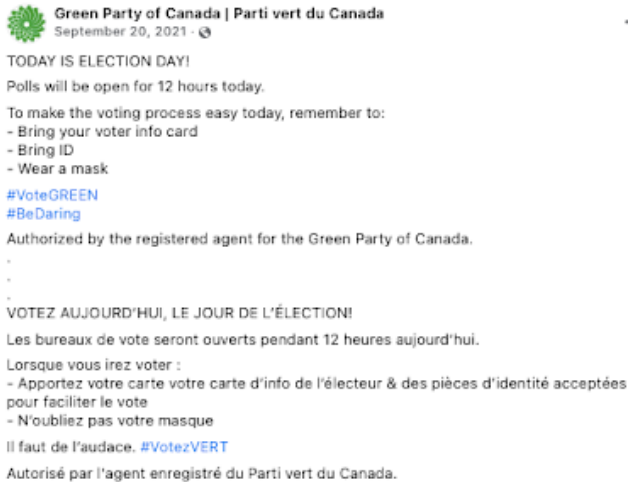 Green Party of Canada | Parti vert du Canada
September 20, 2021 ·
TODAY IS ELECTION DAY!
Polls will be open for 12 hours today.
To make the voting process easy today, remember to:
- Bring your voter info card
- Bring ID
- Wear a mask
#VoteGREEN
#BeDaring
Authorized by the registered agent for the Green Party of Canada.
.
.
.
VOTEZ AUJOURD'HUI, LE JOUR DE L'ÉLECTION!
Les bureaux de vote seront ouverts pendant 12 heures aujourd'hui.
Lorsque vous irez voter :
- Apportez votre carte votre carte d'info de l'électeur & des pièces d'identité acceptées
pour faciliter le vote
- N'oubliez pas votre masque
Il faut de l'audace. #VotezVERT
Autorisé par l'agent enregistré du Parti vert du Canada.